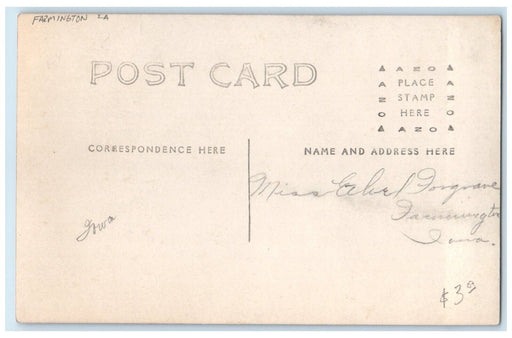 FARMINGTON IA
POST CARD
AZO
PLACE
STAMP
HERE
AZO
CORRESPONDENCE HERE
NAME AND ADDRESS HERE
Miss Ethel Dorgrave
Farmington
Iowa.
Iowa
$3